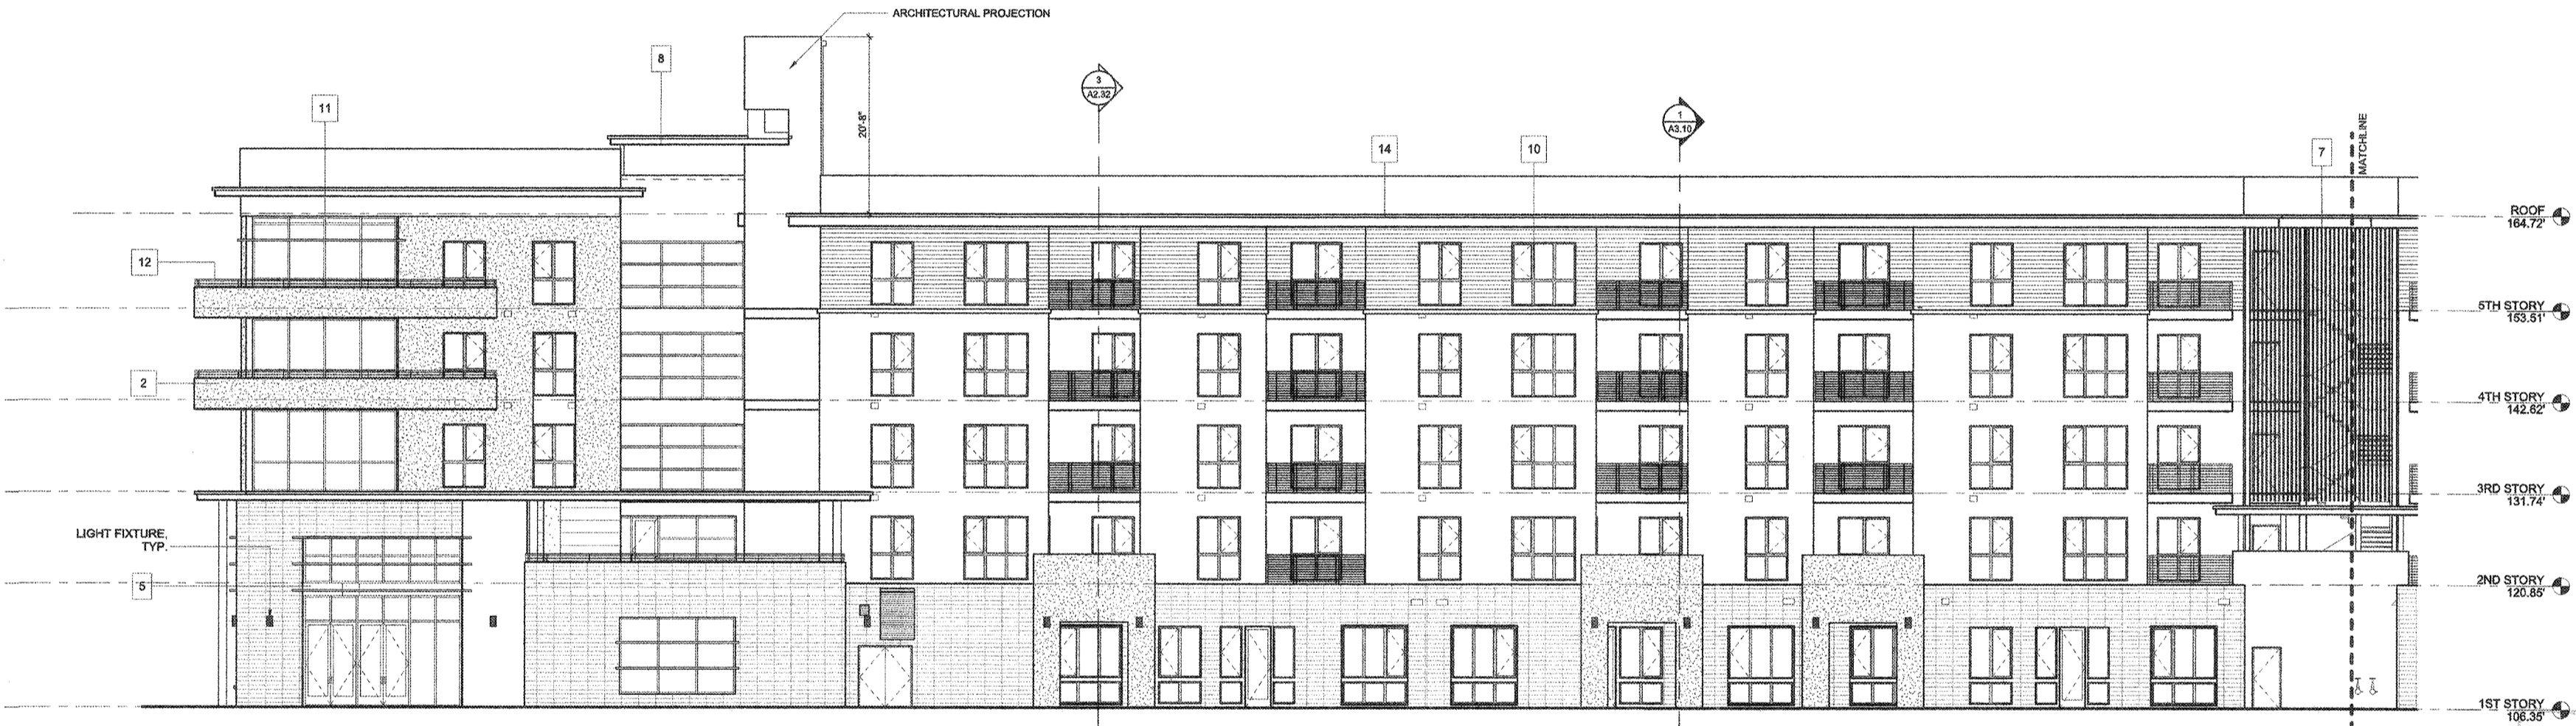 ARCHITECTURAL PROJECTION
8
11
3
A2.32
20'-8"
1
A3.10
MATCHLINE
14
10
7
ROOF
164.72'
12
5TH STORY
153.51'
2
4TH STORY
142.62'
3RD STORY
131.74'
LIGHT FIXTURE,
TYP.
5
2ND STORY
120.85'
1ST STORY
106.35'